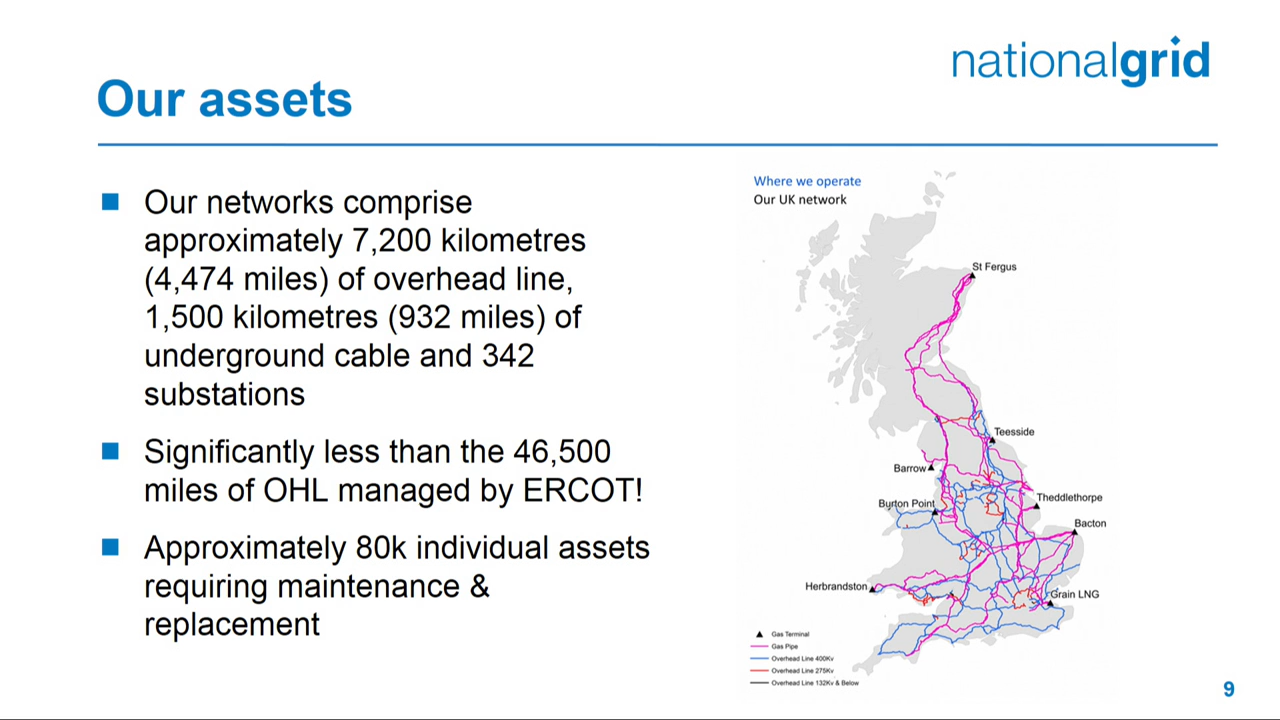 nationalgrid
Our assets
Our networks comprise
approximately 7,200 kilometres
(4,474 miles) of overhead line,
1,500 kilometres (932 miles) of
underground cable and 342
substations
Significantly less than the 46,500
miles of OHL managed by ERCOT!
Approximately 80k individual assets
requiring maintenance &
replacement
Where we operate
Our UK network
St Fergus
Teesside
Barrow
Theddlethorpe
Burton Point
Bacton
Herbrandston
Grain LNG
Gas Terminal
Gas Pipe
Overhead Line 400Kv
Overhead Line 275Kv
Overhead Line 132Kv & Below
9